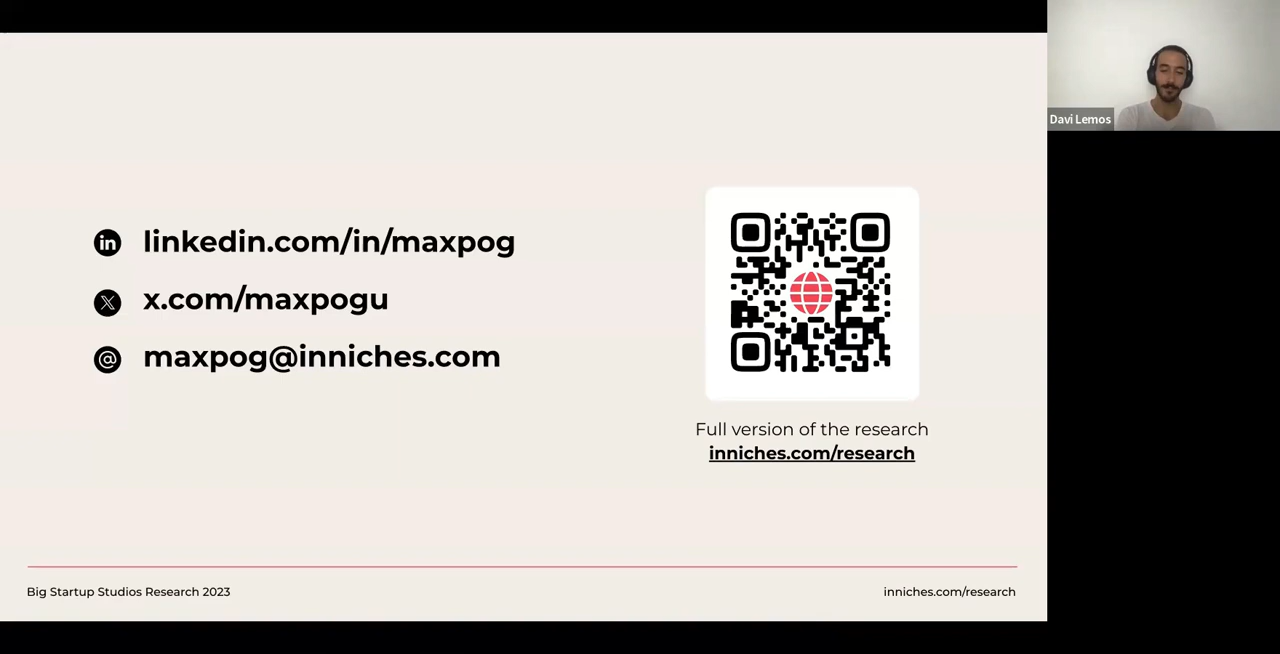 linkedin.com/in/maxpog
x.com/maxpogu
maxpog@inniches.com
Full version of the research
inniches.com/research
Big Startup Studios Research 2023
inniches.com/research
Davi Lemos